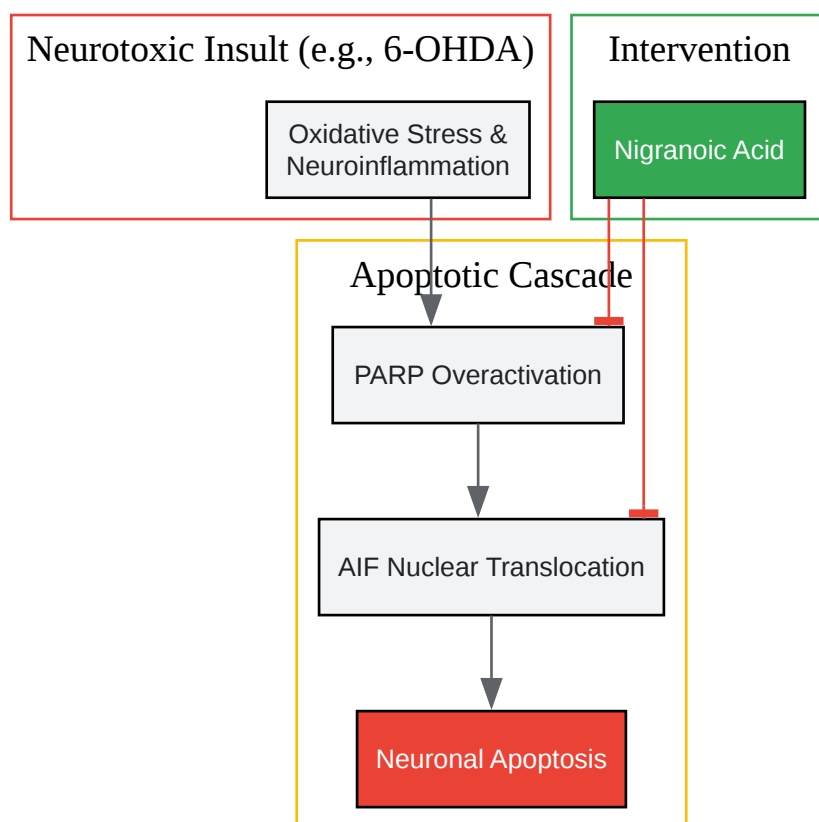 Neurotoxic Insult (e.g., 6-OHDA)
Intervention
Oxidative Stress &
Neuroinflammation
Nigranoic Acid
Apoptotic Cascade
PARP Overactivation
AIF Nuclear Translocation
Neuronal Apoptosis